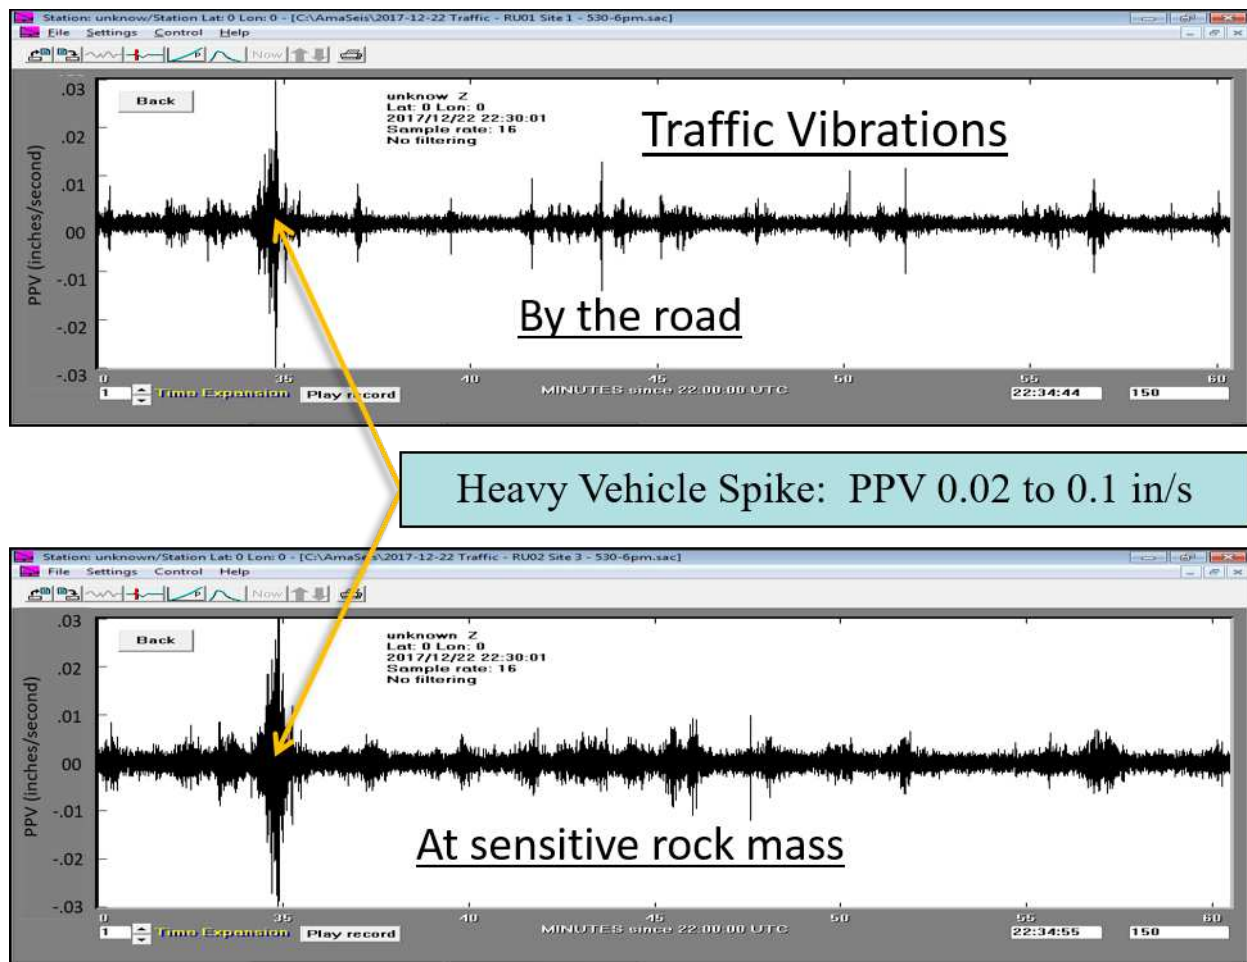 Station: unknow/Station Lat: 0 Lon: 0 - [C:\AmaSeis\2017-12-22 Traffic - RU01 Site 1 - 530-6pm.sac]
File Settings Control Help
Now
Back
unknow Z
Lat: 0 Lon: 0
2017/12/22 22:30:01
Sample rate: 16
No filtering
Traffic Vibrations
PPV (inches/second)
.03
.02
.01
00
-.01
-.02
-.03
By the road
0 35 40 45 50 55 60
1 Time Expansion Play record MINUTES since 22:00:00 UTC 22:34:44 150
Heavy Vehicle Spike: PPV 0.02 to 0.1 in/s
Station: unknown/Station Lat: 0 Lon: 0 - [C:\AmaSeis\2017-12-22 Traffic - RU02 Site 3 - 530-6pm.sac]
File Settings Control Help
Now
Back
unknown Z
Lat: 0 Lon: 0
2017/12/22 22:30:01
Sample rate: 16
No filtering
PPV (inches/second)
.03
.02
.01
00
-.01
-.02
-.03
At sensitive rock mass
0 35 40 45 50 55 60
1 Time Expansion Play record MINUTES since 22:00:00 UTC 22:34:55 150